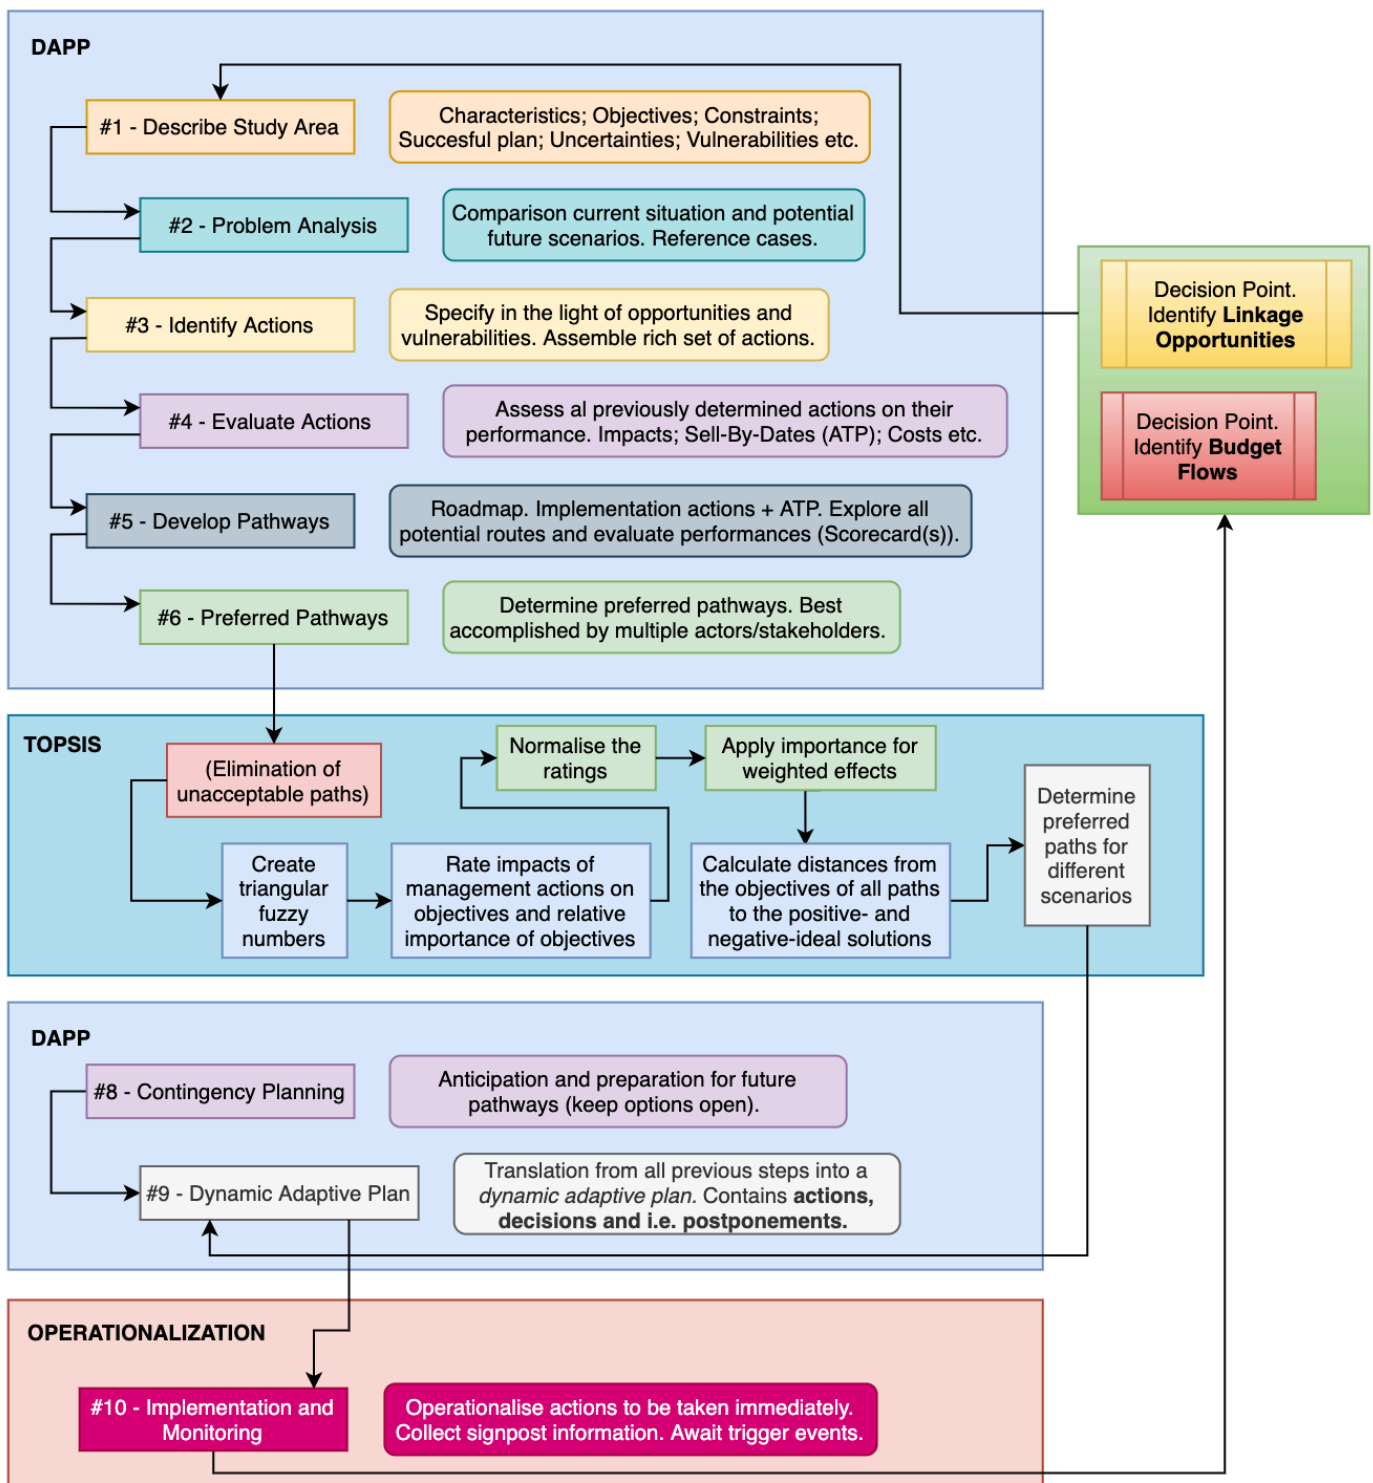 DAPP
#1 - Describe Study Area
Characteristics; Objectives; Constraints;
Succesful plan; Uncertainties; Vulnerabilities etc.
#2 - Problem Analysis
Comparison current situation and potential
future scenarios. Reference cases.
#3 - Identify Actions
Specify in the light of opportunities and
vulnerabilities. Assemble rich set of actions.
#4 - Evaluate Actions
Assess al previously determined actions on their
performance. Impacts; Sell-By-Dates (ATP); Costs etc.
#5 - Develop Pathways
Roadmap. Implementation actions + ATP. Explore all
potential routes and evaluate performances (Scorecard(s)).
#6 - Preferred Pathways
Determine preferred pathways. Best
accomplished by multiple actors/stakeholders.
Decision Point.
Identify Linkage
Opportunities
Decision Point.
Identify Budget
Flows
TOPSIS
(Elimination of
unacceptable paths)
Create
triangular
fuzzy
numbers
Rate impacts of
management actions on
objectives and relative
importance of objectives
Normalise the
ratings
Apply importance for
weighted effects
Calculate distances from
the objectives of all paths
to the positive- and
negative-ideal solutions
Determine
preferred
paths for
different
scenarios
DAPP
#8 - Contingency Planning
Anticipation and preparation for future
pathways (keep options open).
#9 - Dynamic Adaptive Plan
Translation from all previous steps into a
dynamic adaptive plan. Contains actions,
decisions and i.e. postponements.
OPERATIONALIZATION
#10 - Implementation and
Monitoring
Operationalise actions to be taken immediately.
Collect signpost information. Await trigger events.